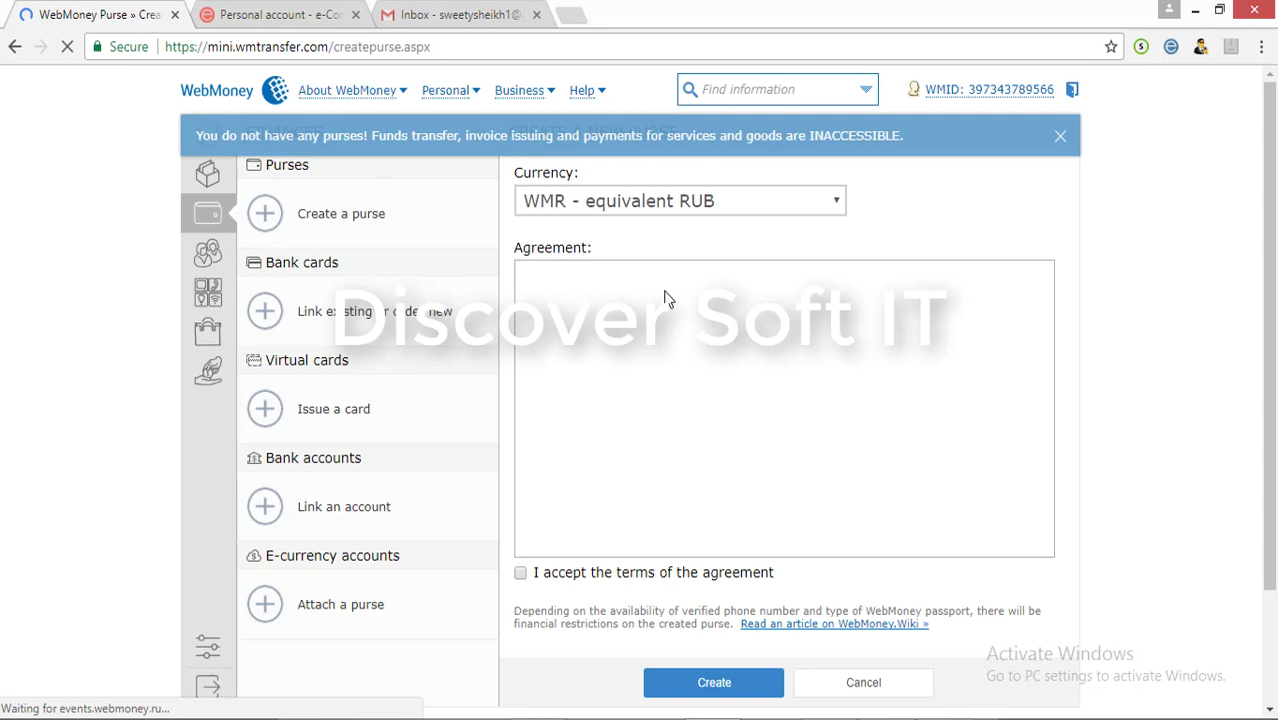 WebMoney Purse » Crea
Personal account - e-Co
Inbox - sweetysheikh1@
Secure
https://mini.wmtransfer.com/createpurse.aspx
WebMoney
About WebMoney
Personal
Business
Help
Find information
WMID: 397343789566
You do not have any purses! Funds transfer, invoice issuing and payments for services and goods are INACCESSIBLE.
Purses
Create a purse
Bank cards
Link existing or order new
Virtual cards
Issue a card
Bank accounts
Link an account
E-currency accounts
Attach a purse
Currency:
WMR - equivalent RUB
Agreement:
Discover Soft IT
I accept the terms of the agreement
Depending on the availability of verified phone number and type of WebMoney passport, there will be
financial restrictions on the created purse. Read an article on WebMoney.Wiki »
Create
Cancel
Activate Windows
Go to PC settings to activate Windows.
Waiting for events.webmoney.ru...